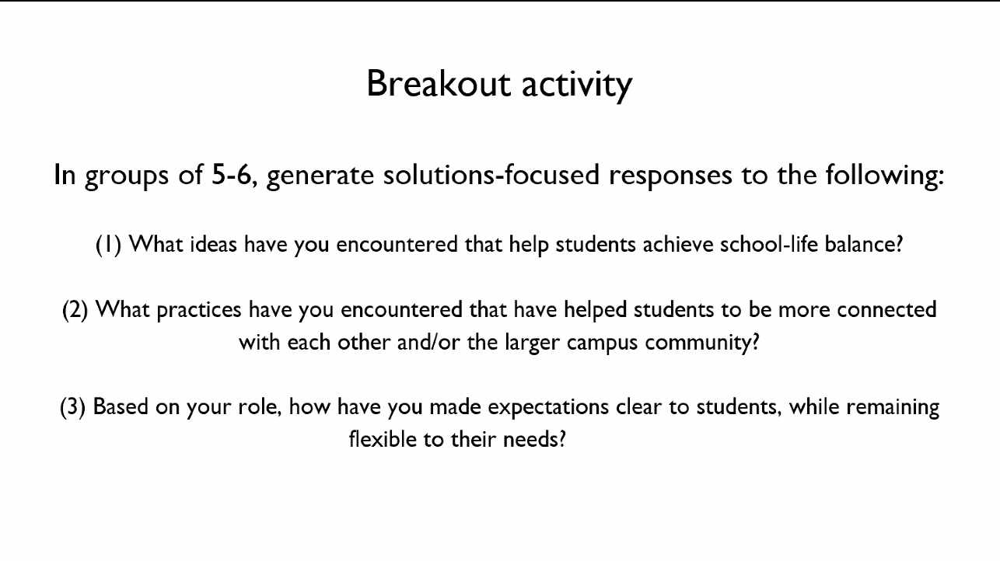 Breakout activity
In groups of 5-6, generate solutions-focused responses to the following:
(1) What ideas have you encountered that help students achieve school-life balance?
(2) What practices have you encountered that have helped students to be more connected
with each other and/or the larger campus community?
(3) Based on your role, how have you made expectations clear to students, while remaining
flexible to their needs?